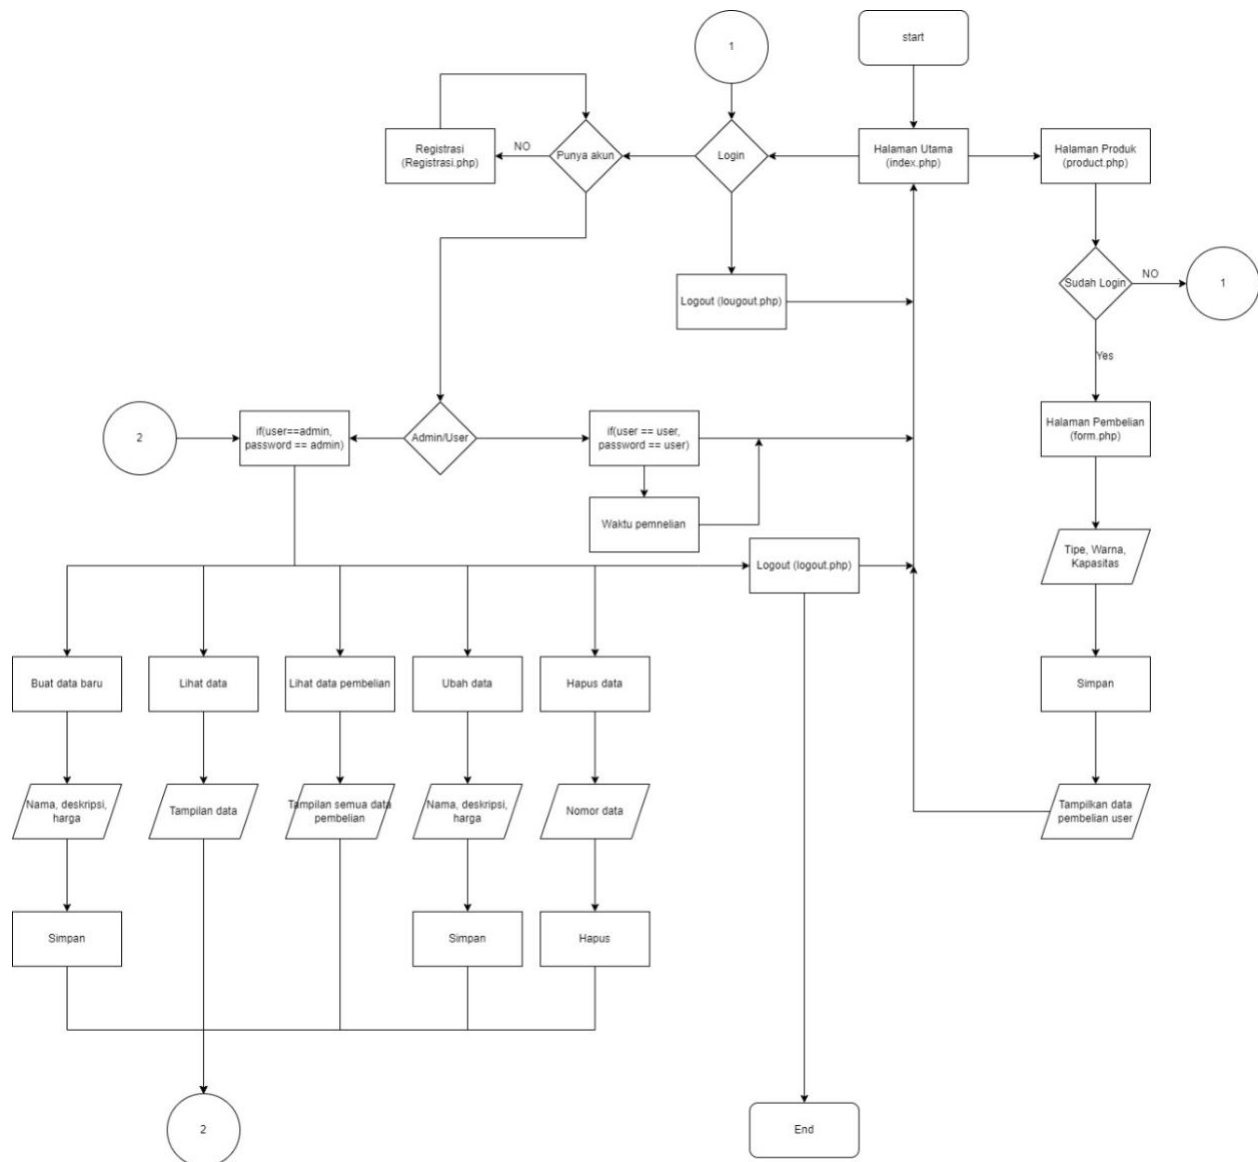 1
start
Registrasi
(Registrasi.php)
NO
Punya akun
Login
Halaman Utama
(index.php)
Halaman Produk
(product.php)
Logout (lougout.php)
Sudah Login
NO
1
Yes
2
if(user==admin,
password == admin)
Admin/User
if(user == user,
password == user)
Halaman Pembelian
(form.php)
Waktu pemnelian
Tipe, Warna,
Kapasitas
Logout (logout.php)
Buat data baru
Lihat data
Lihat data pembelian
Ubah data
Hapus data
Simpan
Nama, deskripsi,
harga
Tampilan data
Tampilan semua data
pembelian
Nama, deskripsi,
harga
Nomor data
Tampilkan data
pembelian user
Simpan
Simpan
Hapus
2
End